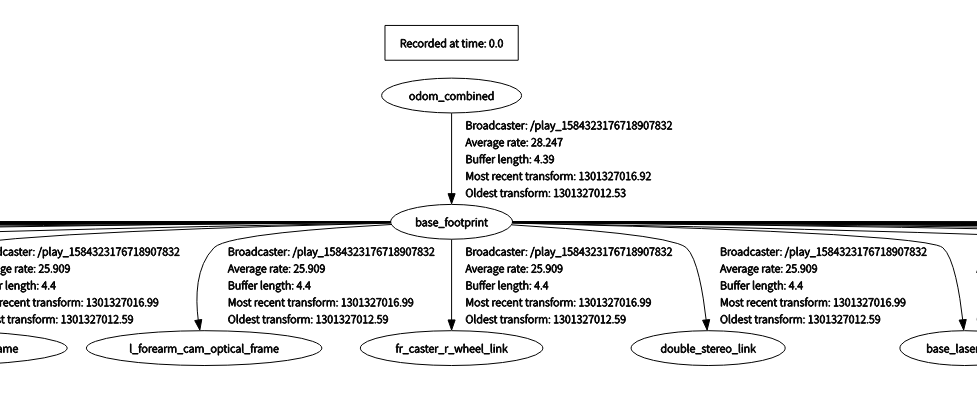 Recorded at time: 0.0
odom_combined
Broadcaster: /play_1584323176718907832
Average rate: 28.247
Buffer length: 4.39
Most recent transform: 1301327016.92
Oldest transform: 1301327012.53
base_footprint
dcaster: /play_1584323176718907832
ge rate: 25.909
r length: 4.4
recent transform: 1301327016.99
t transform: 1301327012.59
Broadcaster: /play_1584323176718907832
Average rate: 25.909
Buffer length: 4.4
Most recent transform: 1301327016.99
Oldest transform: 1301327012.59
Broadcaster: /play_1584323176718907832
Average rate: 25.909
Buffer length: 4.4
Most recent transform: 1301327016.99
Oldest transform: 1301327012.59
Broadcaster: /play_1584323176718907832
Average rate: 25.909
Buffer length: 4.4
Most recent transform: 1301327016.99
Oldest transform: 1301327012.59
ame
l_forearm_cam_optical_frame
fr_caster_r_wheel_link
double_stereo_link
base_laser